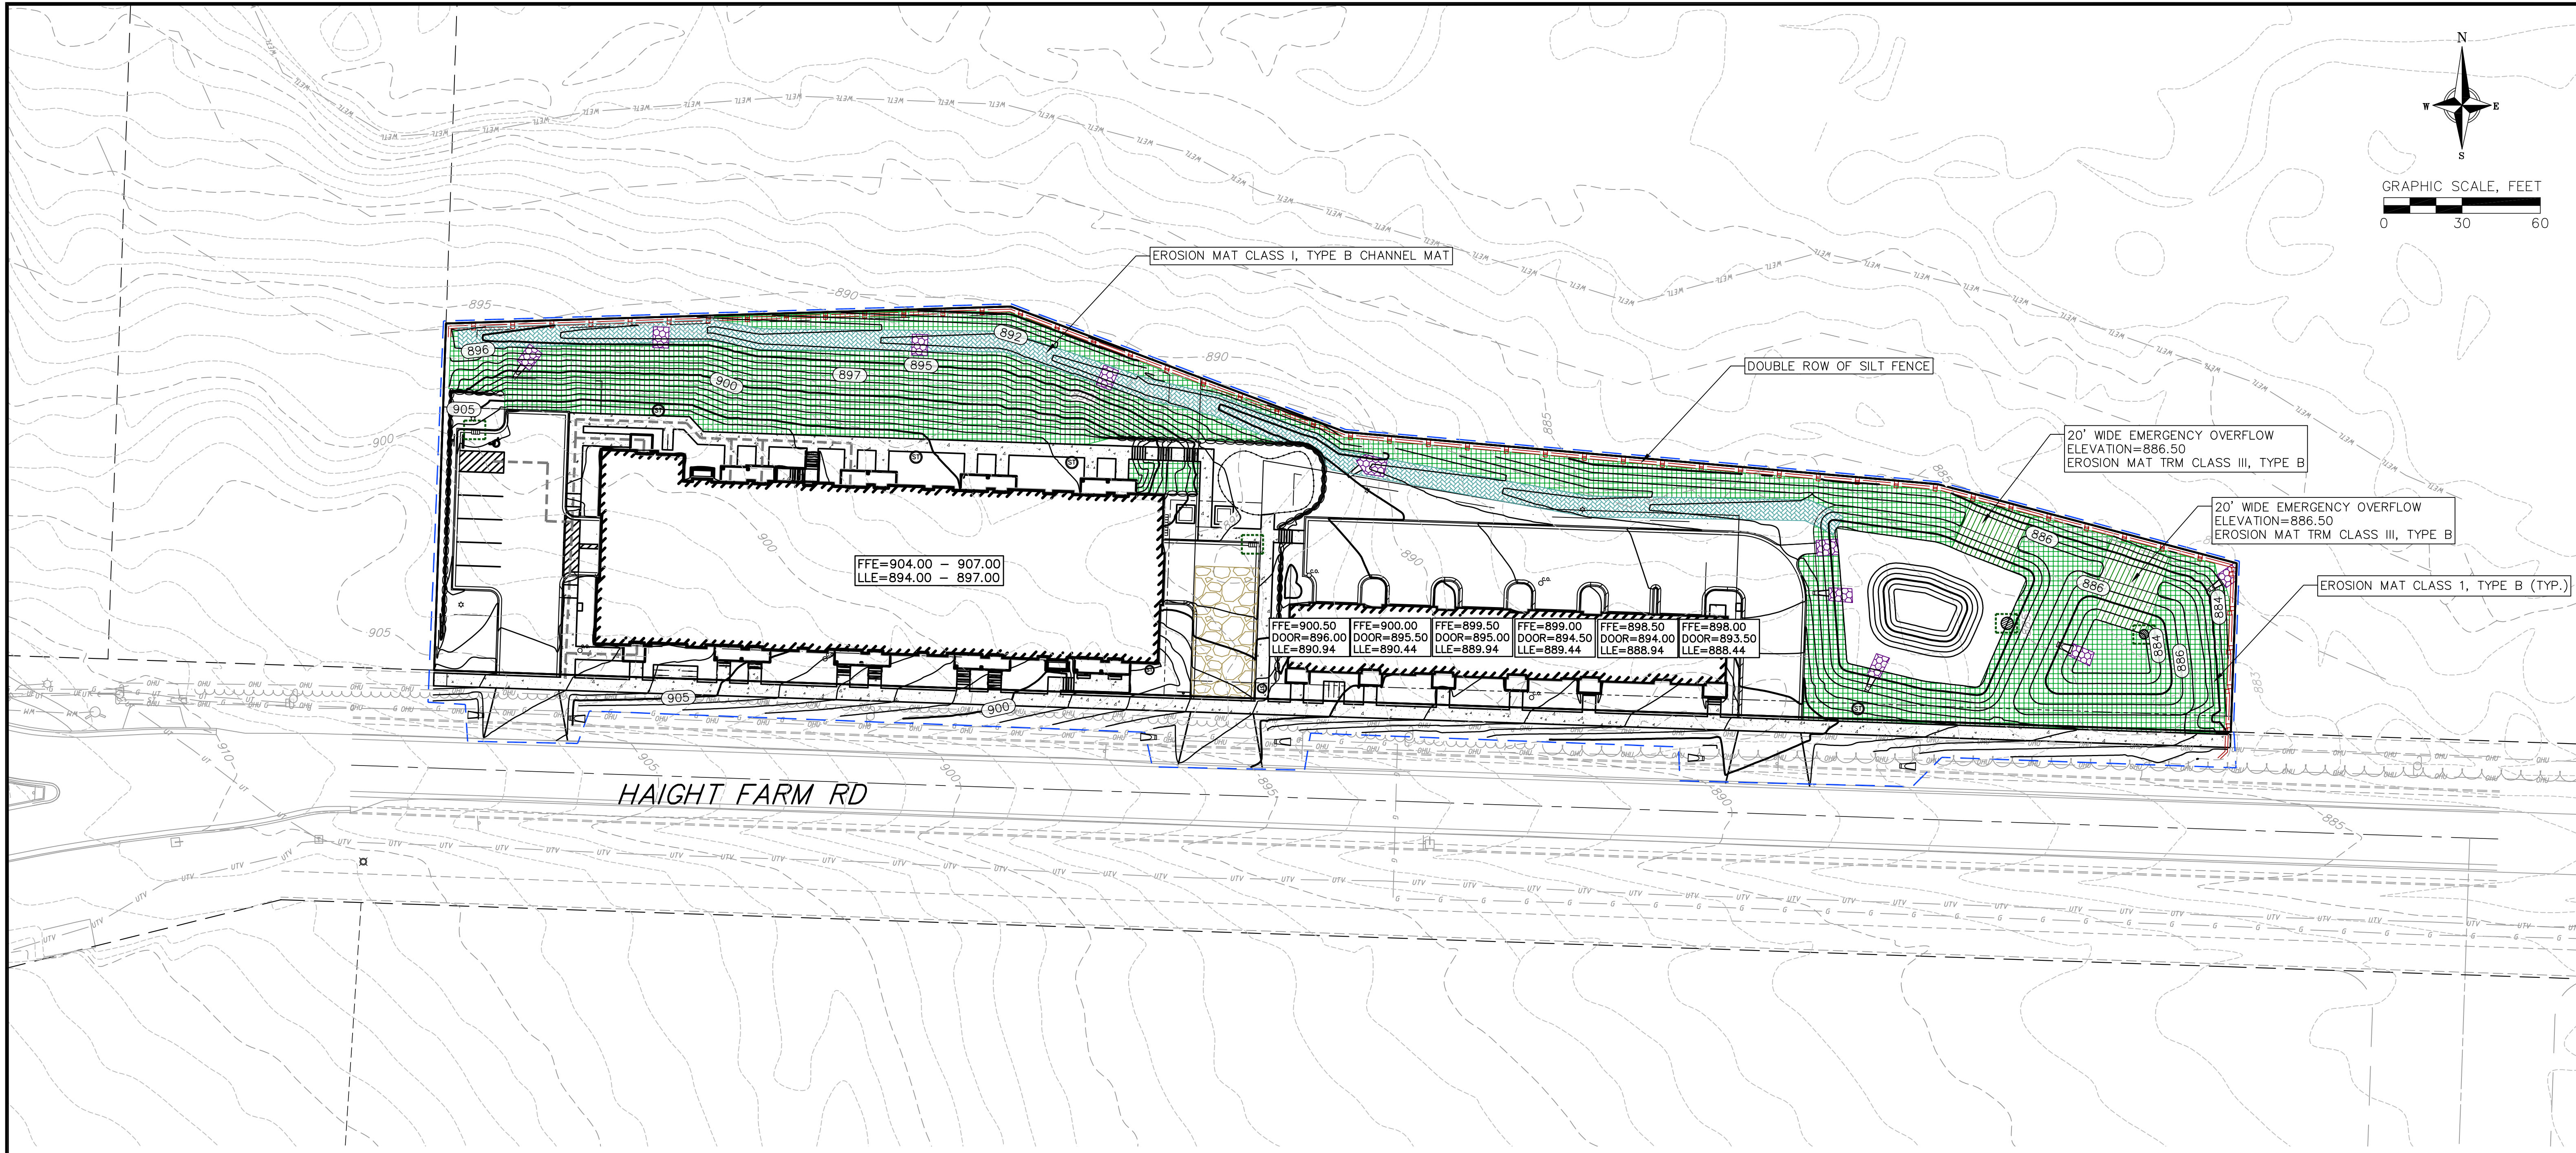 N
W
E
S
GRAPHIC SCALE, FEET
0
30
60
EROSION MAT CLASS I, TYPE B CHANNEL MAT
DOUBLE ROW OF SILT FENCE
20' WIDE EMERGENCY OVERFLOW
ELEVATION=886.50
EROSION MAT TRM CLASS III, TYPE B
20' WIDE EMERGENCY OVERFLOW
ELEVATION=886.50
EROSION MAT TRM CLASS III, TYPE B
EROSION MAT CLASS 1, TYPE B (TYP.)
895
890
892
896
895
897
900
905
900
890
885
885
886
886
884
884
886
883
900
890
905
FFE=904.00 - 907.00
LLE=894.00 - 897.00
FFE=900.50
DOOR=896.00
LLE=890.94
FFE=900.00
DOOR=895.50
LLE=890.44
FFE=899.50
DOOR=895.00
LLE=889.94
FFE=899.00
DOOR=894.50
LLE=889.44
FFE=898.50
DOOR=894.00
LLE=888.94
FFE=898.00
DOOR=893.50
LLE=888.44
905
900
910
905
900
895
890
885
HAIGHT FARM RD
WETL
OHU
UTV
UT
G
ST